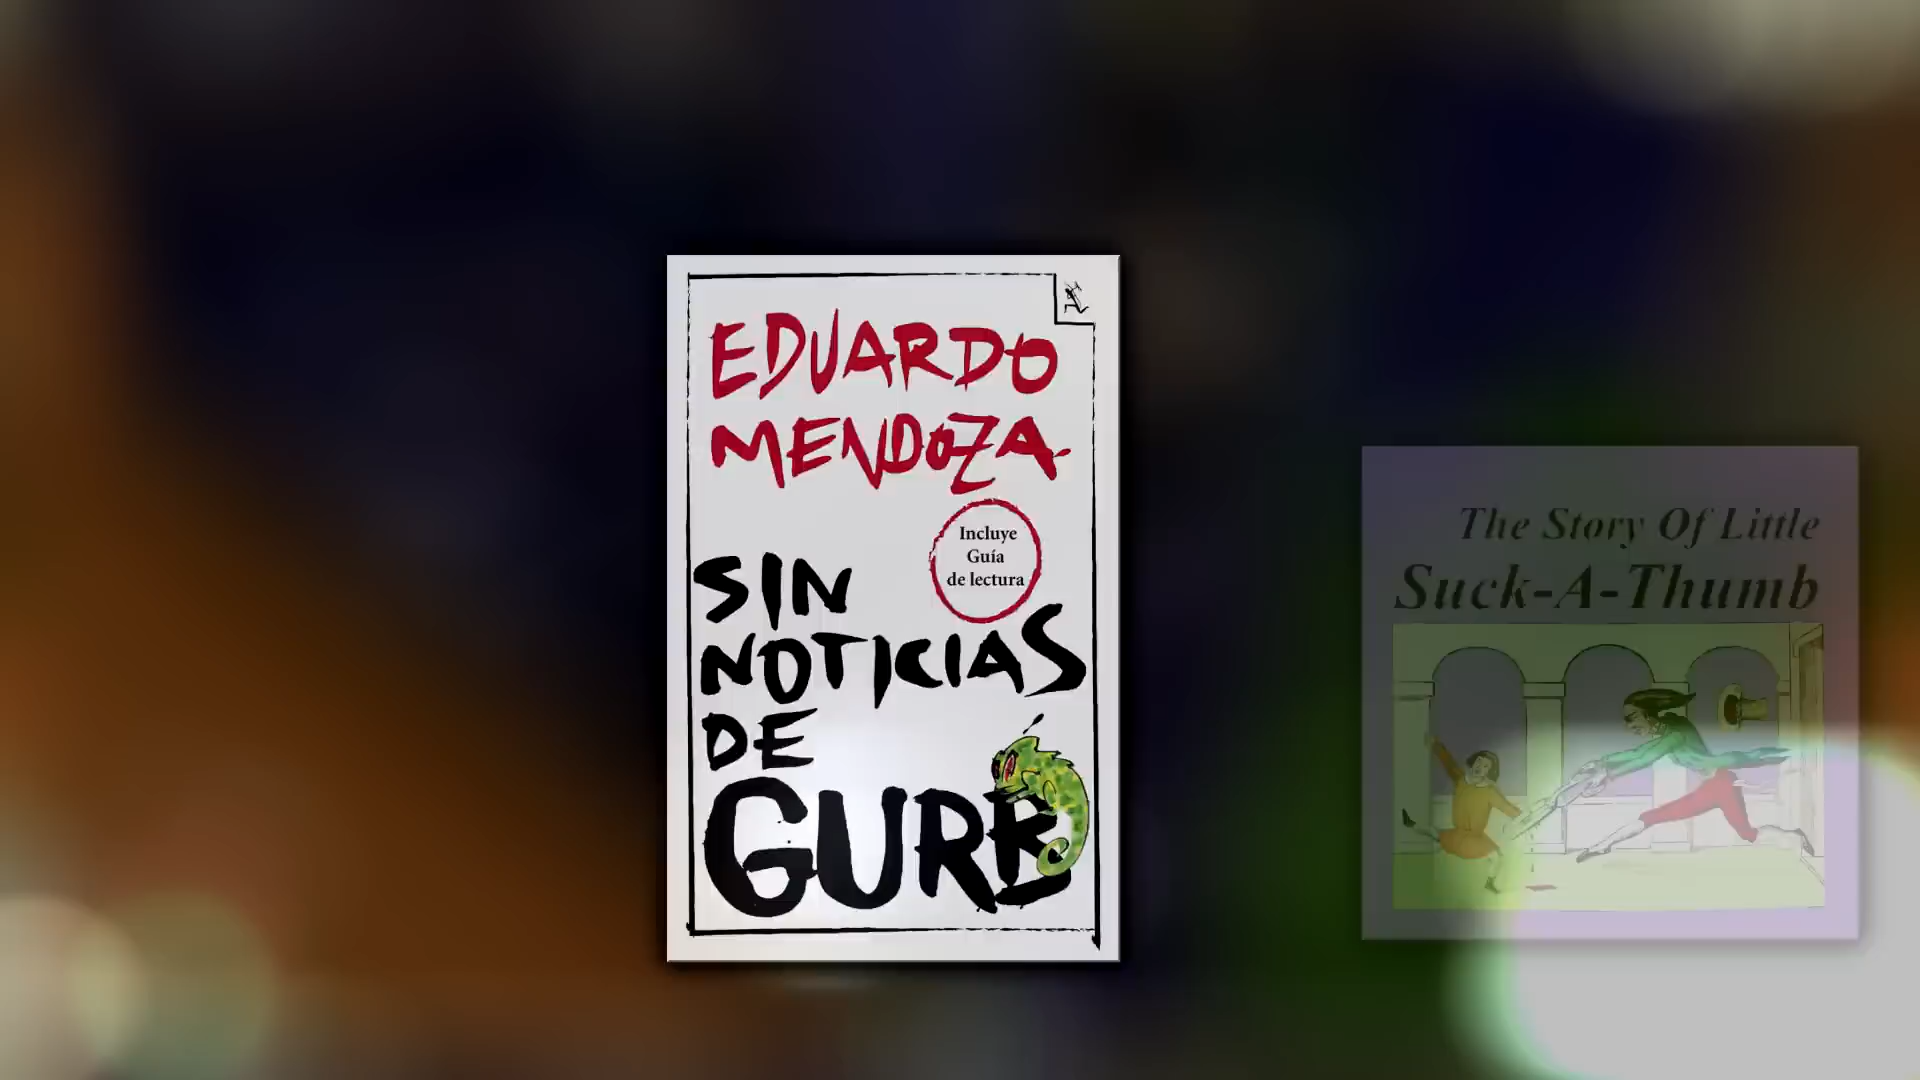 EDUARDO
MENDOZA
Incluye
Guía
de lectura
SIN
NOTICIAS
DE
GURB
The Story Of Little
Suck-A-Thumb